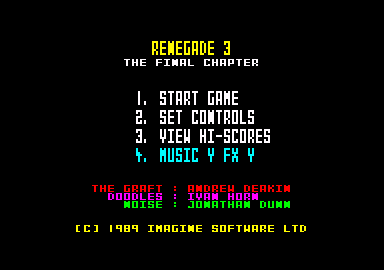 RENEGADE 3
THE FINAL CHAPTER
1. START GAME
2. SET CONTROLS
3. VIEW HI-SCORES
4. MUSIC Y FX Y
THE GRAFT : ANDREW DEAKIN
DOODLES : IVAN HORN
NOISE : JONATHAN DUNN
[C] 1989 IMAGINE SOFTWARE LTD